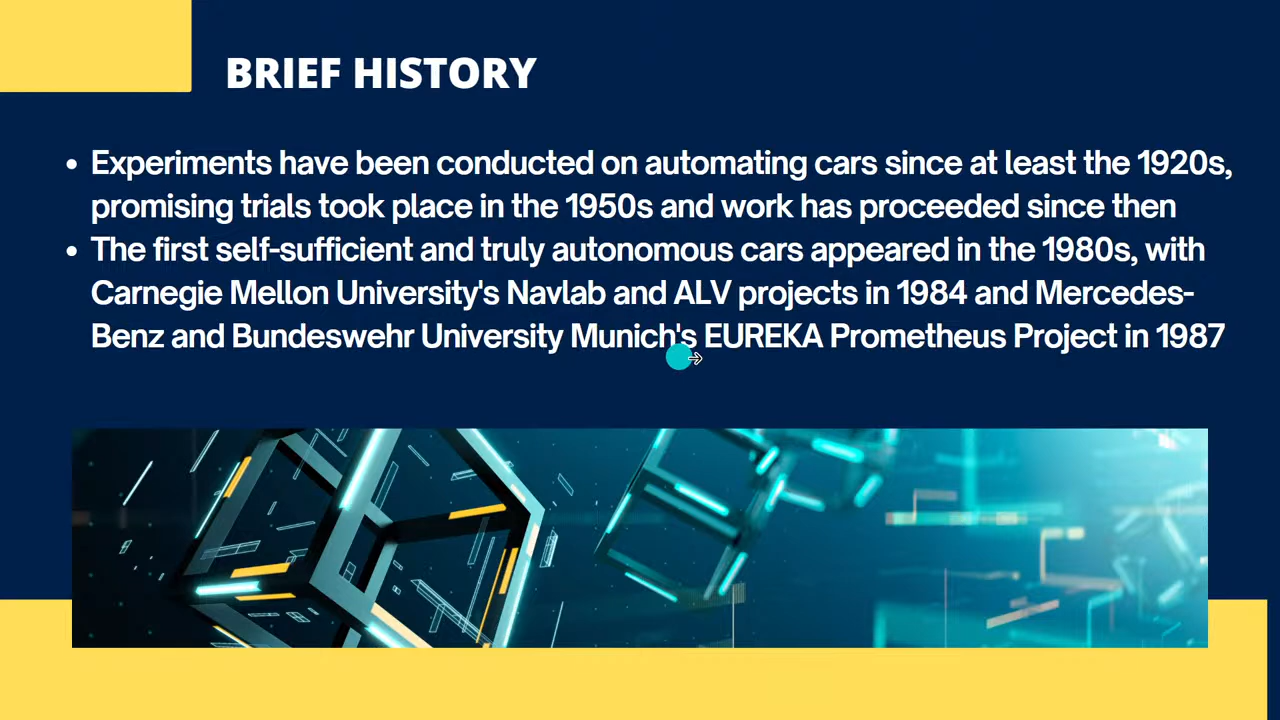 BRIEF HISTORY
• Experiments have been conducted on automating cars since at least the 1920s,
promising trials took place in the 1950s and work has proceeded since then
• The first self-sufficient and truly autonomous cars appeared in the 1980s, with
Carnegie Mellon University's Navlab and ALV projects in 1984 and Mercedes-
Benz and Bundeswehr University Munich's EUREKA Prometheus Project in 1987